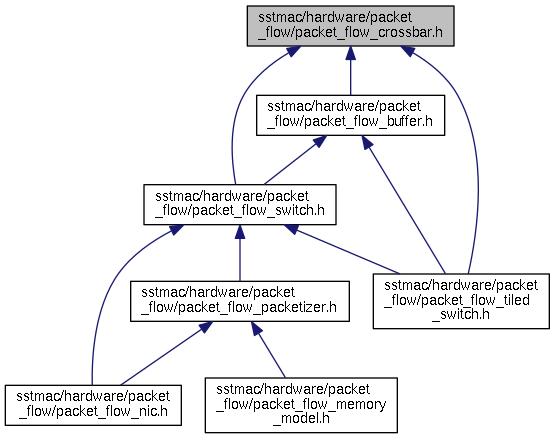 sstmac/hardware/packet
_flow/packet_flow_crossbar.h
sstmac/hardware/packet
_flow/packet_flow_buffer.h
sstmac/hardware/packet
_flow/packet_flow_switch.h
sstmac/hardware/packet
_flow/packet_flow_tiled
_switch.h
sstmac/hardware/packet
_flow/packet_flow_packetizer.h
sstmac/hardware/packet
_flow/packet_flow_nic.h
sstmac/hardware/packet
_flow/packet_flow_memory
_model.h